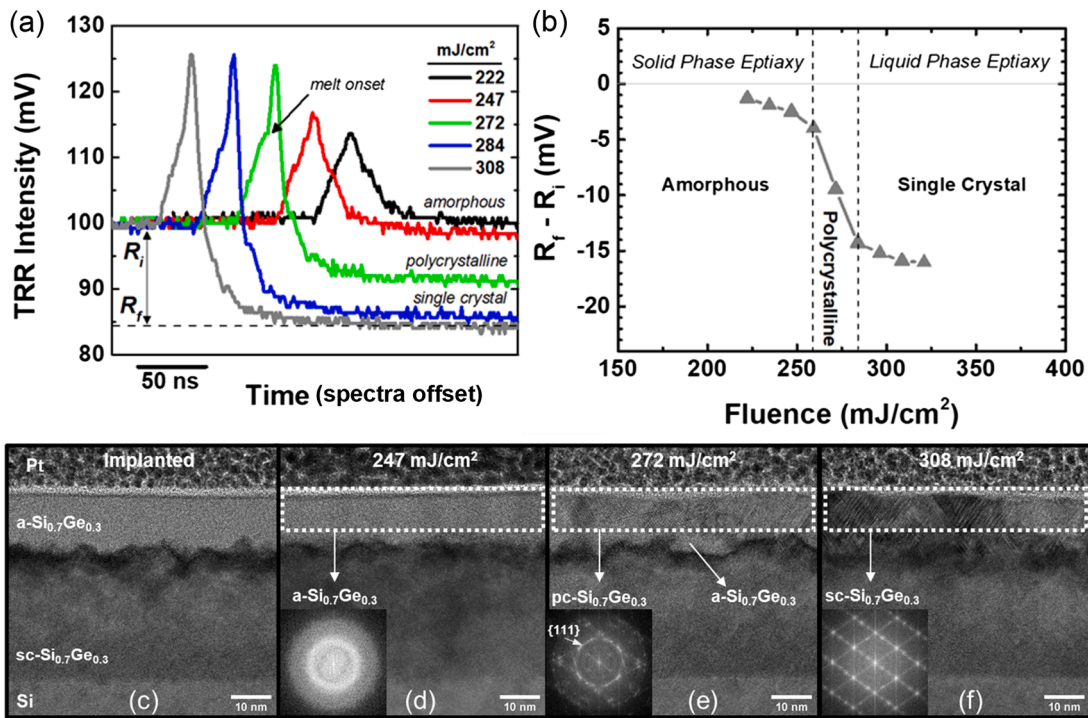 (a)
130
120
110
100
90
80
TRR Intensity (mV)
mJ/cm²
222
247
272
284
308
melt onset
amorphous
polycrystalline
single crystal
Ri
Rf
50 ns
Time (spectra offset)
(b)
5
0
-5
-10
-15
-20
Rf - Ri (mV)
Solid Phase Eptiaxy
Liquid Phase Eptiaxy
Amorphous
Polycrystalline
Single Crystal
150 200 250 300 350 400
Fluence (mJ/cm²)
Pt
Implanted
a-Si0.7Ge0.3
sc-Si0.7Ge0.3
Si
(c)
10 nm
247 mJ/cm²
a-Si0.7Ge0.3
(d)
10 nm
272 mJ/cm²
pc-Si0.7Ge0.3
a-Si0.7Ge0.3
{111}
(e)
10 nm
308 mJ/cm²
sc-Si0.7Ge0.3
(f)
10 nm